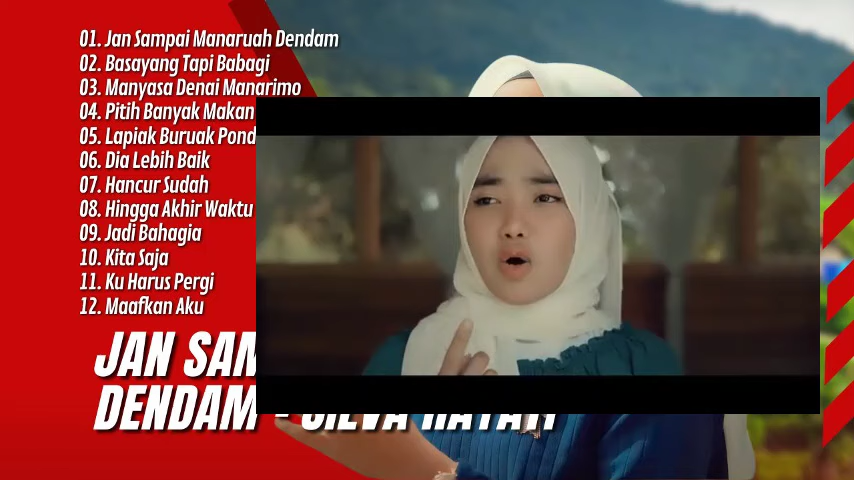 01. Jan Sampai Manaruah Dendam
02. Basayang Tapi Babagi
03. Manyasa Denai Manarimo
04. Pitih Banyak Makan
05. Lapiak Buruak
06. Dia Lebih Baik
07. Hancur Sudah
08. Hingga Akhir Waktu
09. Jadi Bahagia
10. Kita Saja
11. Ku Harus Pergi
12. Maafkan Aku
JAN
DENDAM -